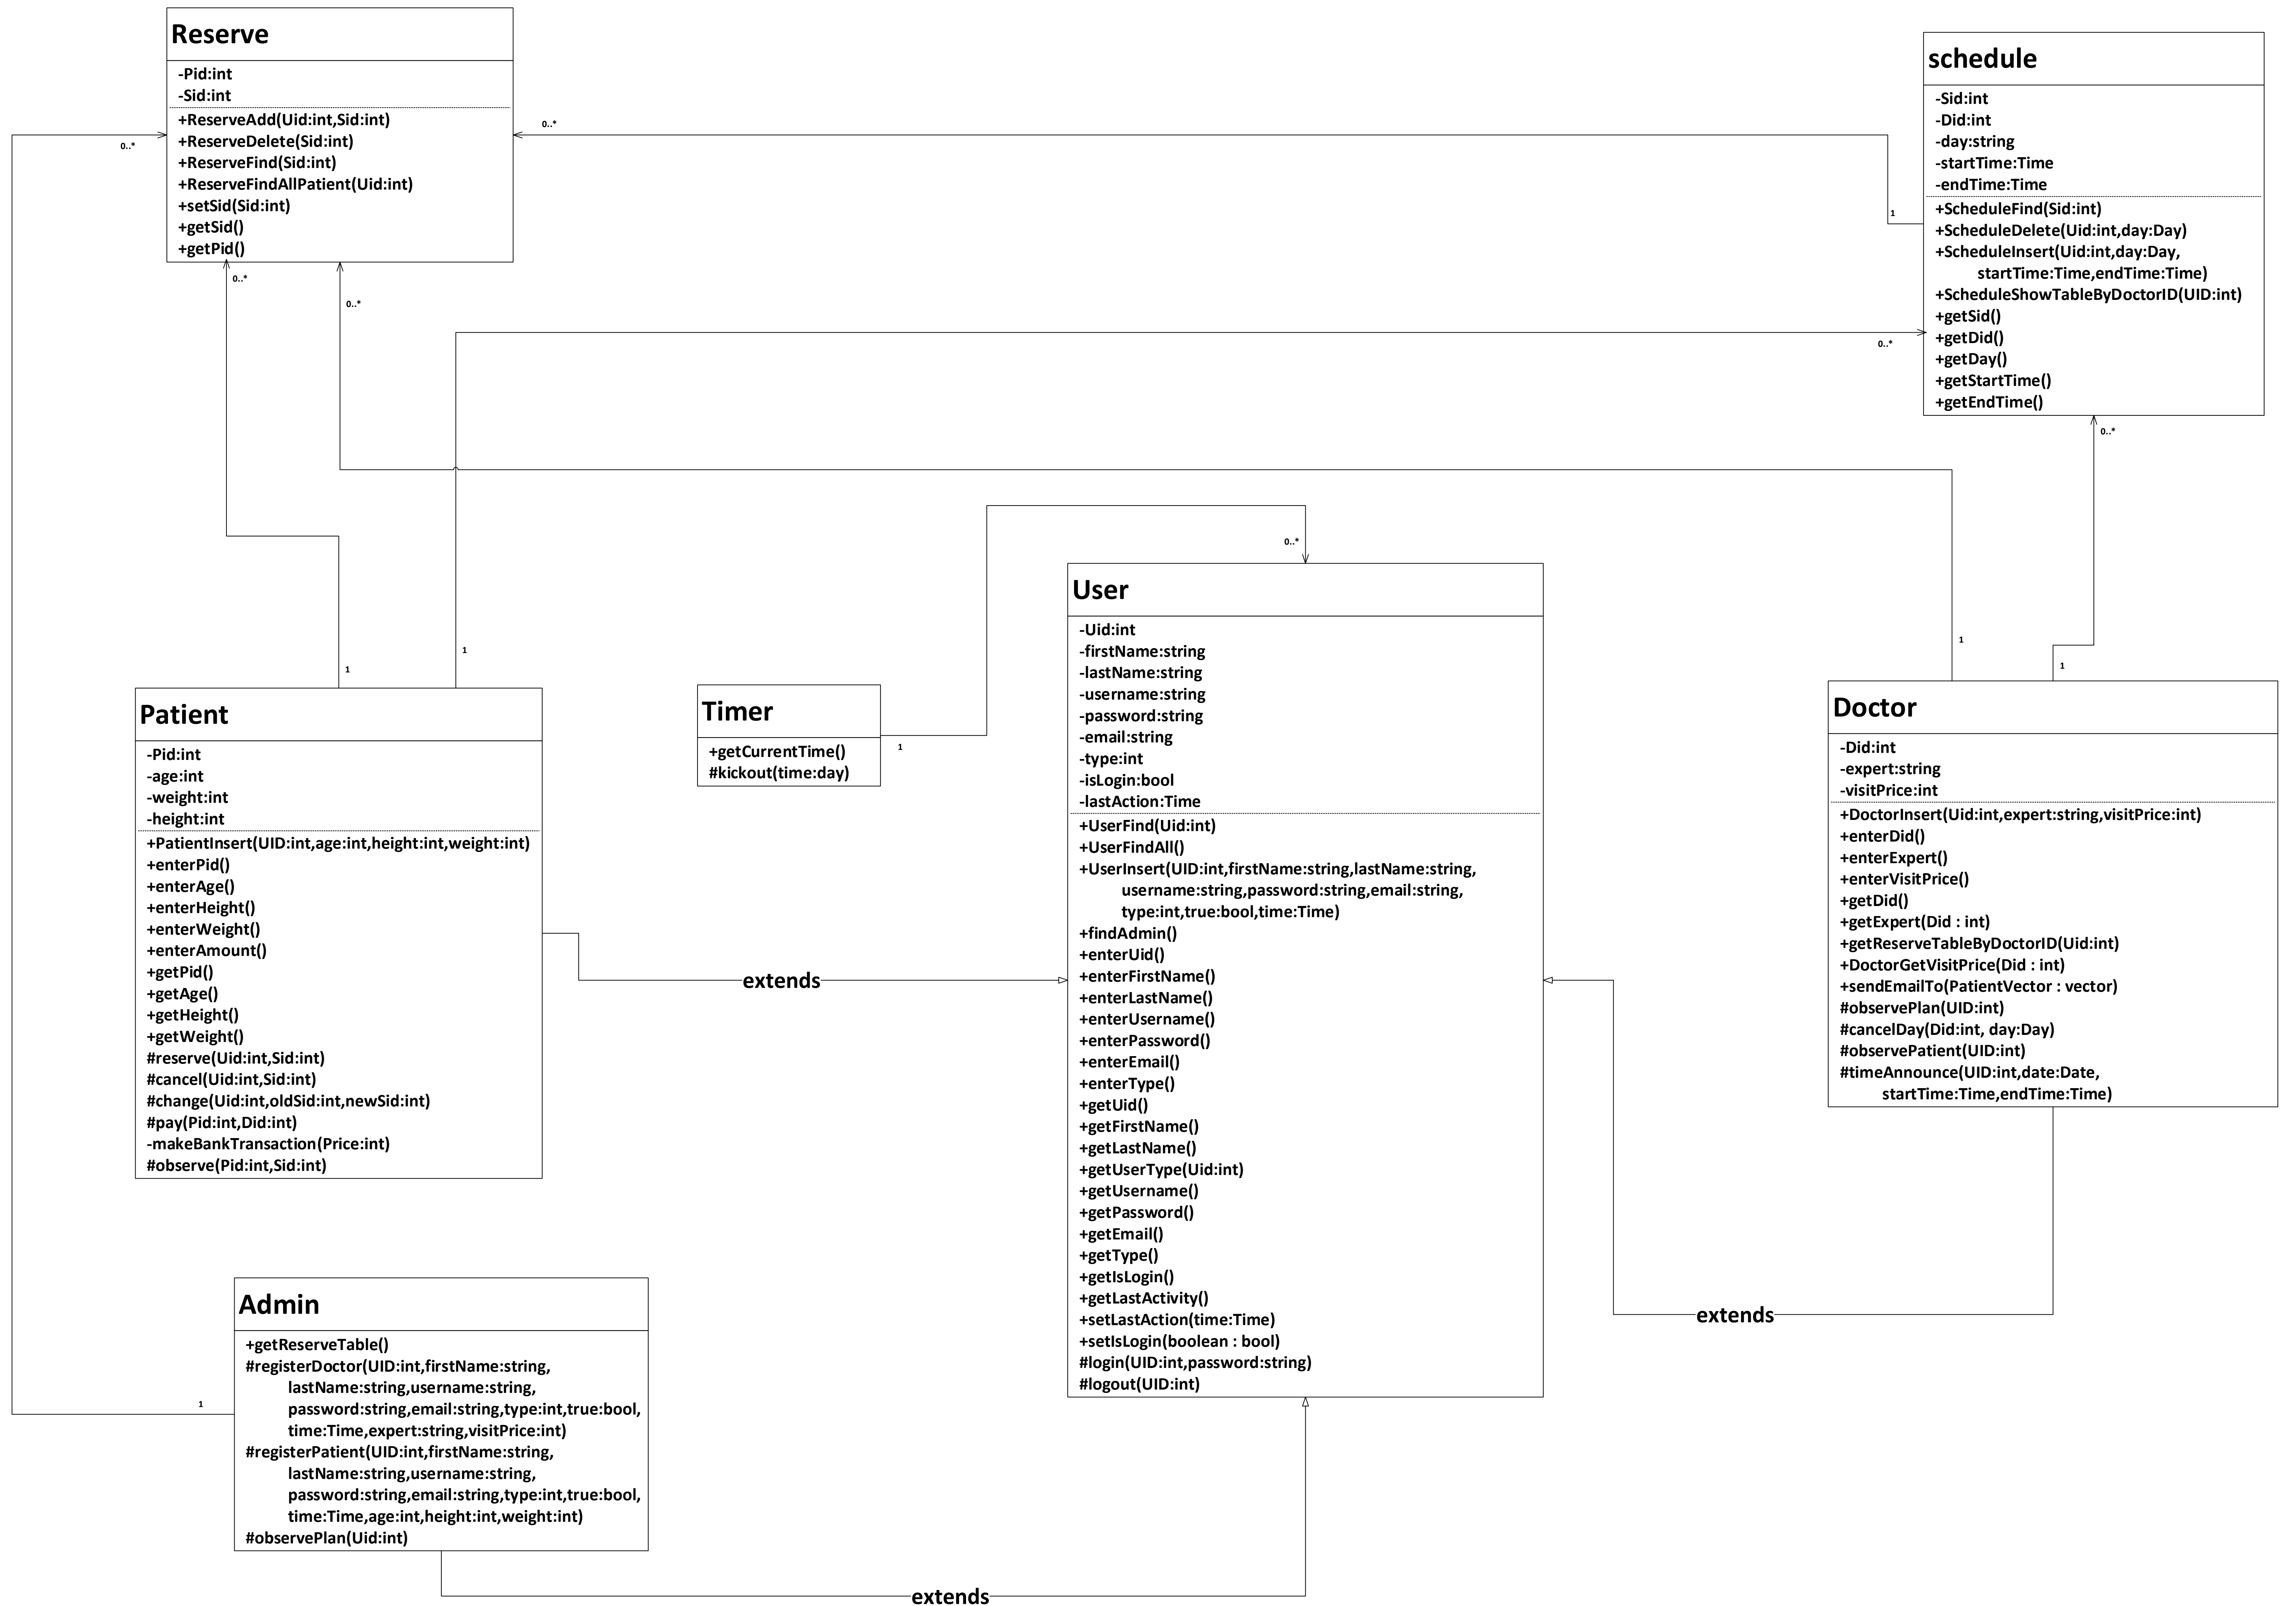 Reserve
-Pid:int
-Sid:int
+ReserveAdd(Uid:int,Sid:int)
+ReserveDelete(Sid:int)
+ReserveFind(Sid:int)
+ReserveFindAllPatient(Uid:int)
+setSid(Sid:int)
+getSid()
+getPid()
schedule
-Sid:int
-Did:int
-day:string
-startTime:Time
-endTime:Time
+ScheduleFind(Sid:int)
+ScheduleDelete(Uid:int,day:Day)
+ScheduleInsert(Uid:int,day:Day,
startTime:Time,endTime:Time)
+ScheduleShowTableByDoctorID(UID:int)
+getSid()
+getDid()
+getDay()
+getStartTime()
+getEndTime()
0..*
0..*
1
0..*
0..*
0..*
0..*
0..*
1
1
1
1
1
Patient
-Pid:int
-age:int
-weight:int
-height:int
+PatientInsert(UID:int,age:int,height:int,weight:int)
+enterPid()
+enterAge()
+enterHeight()
+enterWeight()
+enterAmount()
+getPid()
+getAge()
+getHeight()
+getWeight()
#reserve(Uid:int,Sid:int)
#cancel(Uid:int,Sid:int)
#change(Uid:int,oldSid:int,newSid:int)
#pay(Pid:int,Did:int)
-makeBankTransaction(Price:int)
#observe(Pid:int,Sid:int)
Timer
+getCurrentTime()
#kickout(time:day)
User
-Uid:int
-firstName:string
-lastName:string
-username:string
-password:string
-email:string
-type:int
-isLogin:bool
-lastAction:Time
+UserFind(Uid:int)
+UserFindAll()
+UserInsert(UID:int,firstName:string,lastName:string,
username:string,password:string,email:string,
type:int,true:bool,time:Time)
+findAdmin()
+enterUid()
+enterFirstName()
+enterLastName()
+enterUsername()
+enterPassword()
+enterEmail()
+enterType()
+getUid()
+getFirstName()
+getLastName()
+getUserType(Uid:int)
+getUsername()
+getPassword()
+getEmail()
+getType()
+getIsLogin()
+getLastActivity()
+setLastAction(time:Time)
+setIsLogin(boolean : bool)
#login(UID:int,password:string)
#logout(UID:int)
Doctor
-Did:int
-expert:string
-visitPrice:int
+DoctorInsert(Uid:int,expert:string,visitPrice:int)
+enterDid()
+enterExpert()
+enterVisitPrice()
+getDid()
+getExpert(Did : int)
+getReserveTableByDoctorID(Uid:int)
+DoctorGetVisitPrice(Did : int)
+sendEmailTo(PatientVector : vector)
#observePlan(UID:int)
#cancelDay(Did:int, day:Day)
#observePatient(UID:int)
#timeAnnounce(UID:int,date:Date,
startTime:Time,endTime:Time)
extends
extends
Admin
+getReserveTable()
#registerDoctor(UID:int,firstName:string,
lastName:string,username:string,
password:string,email:string,type:int,true:bool,
time:Time,expert:string,visitPrice:int)
#registerPatient(UID:int,firstName:string,
lastName:string,username:string,
password:string,email:string,type:int,true:bool,
time:Time,age:int,height:int,weight:int)
#observePlan(Uid:int)
1
extends